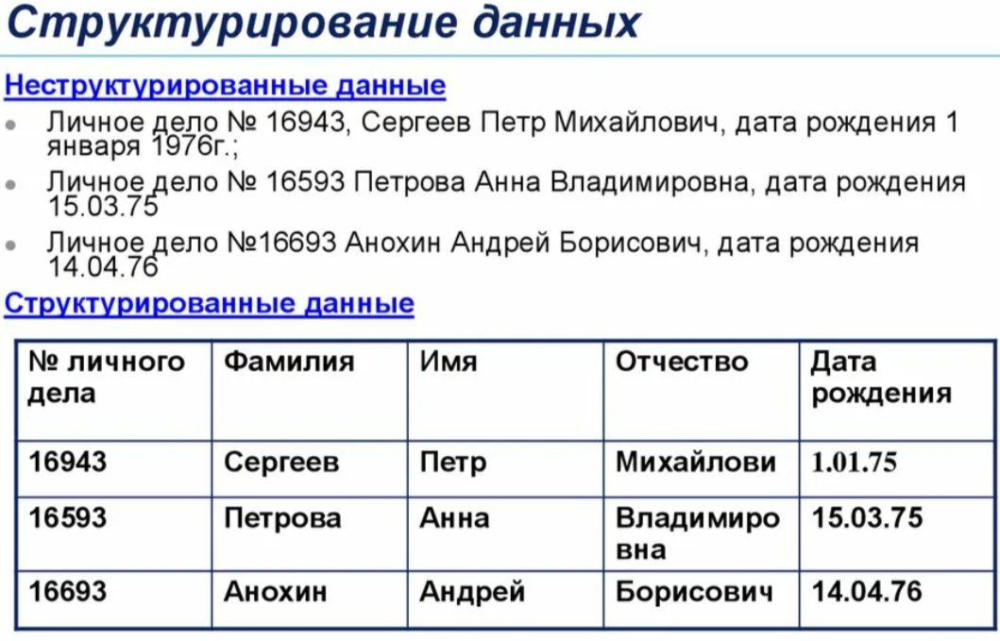 Структурирование данных
Неструктурированные данные
Личное дело № 16943, Сергеев Петр Михайлович, дата рождения 1
января 1976г.;
Личное дело № 16593 Петрова Анна Владимировна, дата рождения
15.03.75
Личное дело №16693 Анохин Андрей Борисович, дата рождения
14.04.76
Структурированные данные
№ личного дела Фамилия Имя Отчество Дата рождения
16943 Сергеев Петр Михайлови 1.01.75
16593 Петрова Анна Владимировна 15.03.75
16693 Анохин Андрей Борисович 14.04.76